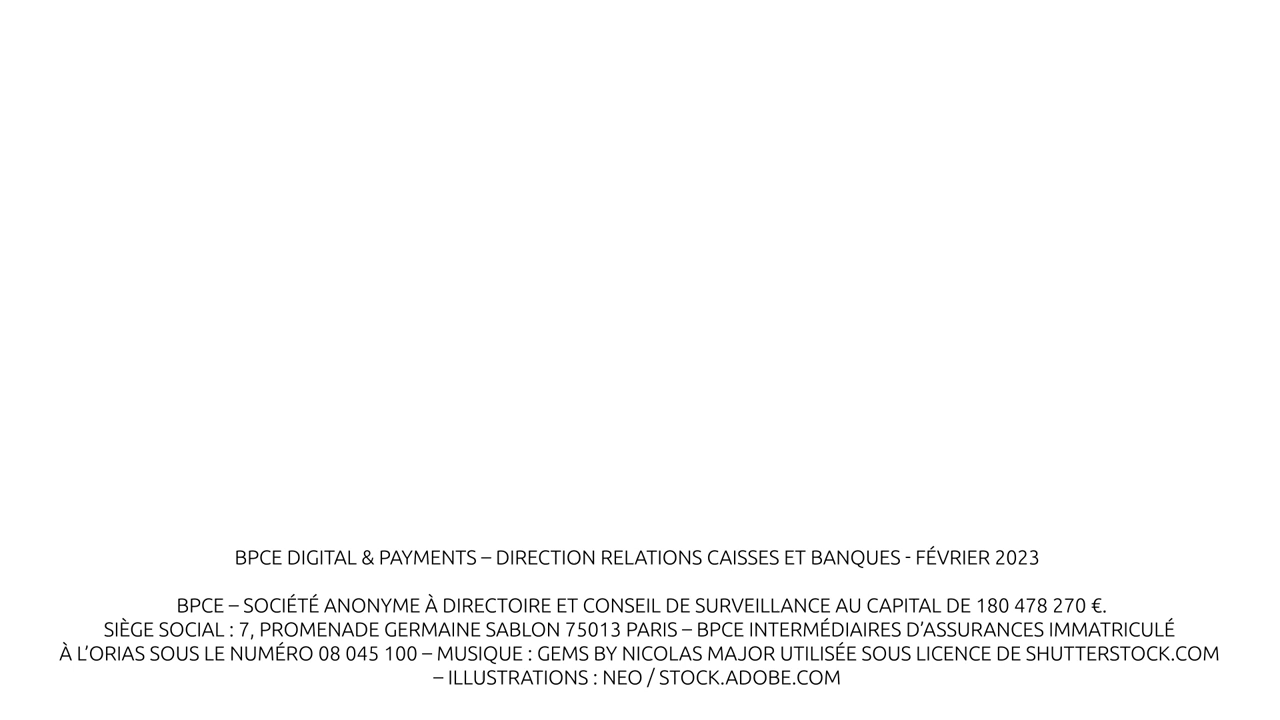 BPCE DIGITAL & PAYMENTS – DIRECTION RELATIONS CAISSES ET BANQUES - FÉVRIER 2023
BPCE – SOCIÉTÉ ANONYME À DIRECTOIRE ET CONSEIL DE SURVEILLANCE AU CAPITAL DE 180 478 270 €.
SIÈGE SOCIAL : 7, PROMENADE GERMAINE SABLON 75013 PARIS – BPCE INTERMÉDIAIRES D’ASSURANCES IMMATRICULÉ
À L’ORIAS SOUS LE NUMÉRO 08 045 100 – MUSIQUE : GEMS BY NICOLAS MAJOR UTILISÉE SOUS LICENCE DE SHUTTERSTOCK.COM
– ILLUSTRATIONS : NEO / STOCK.ADOBE.COM